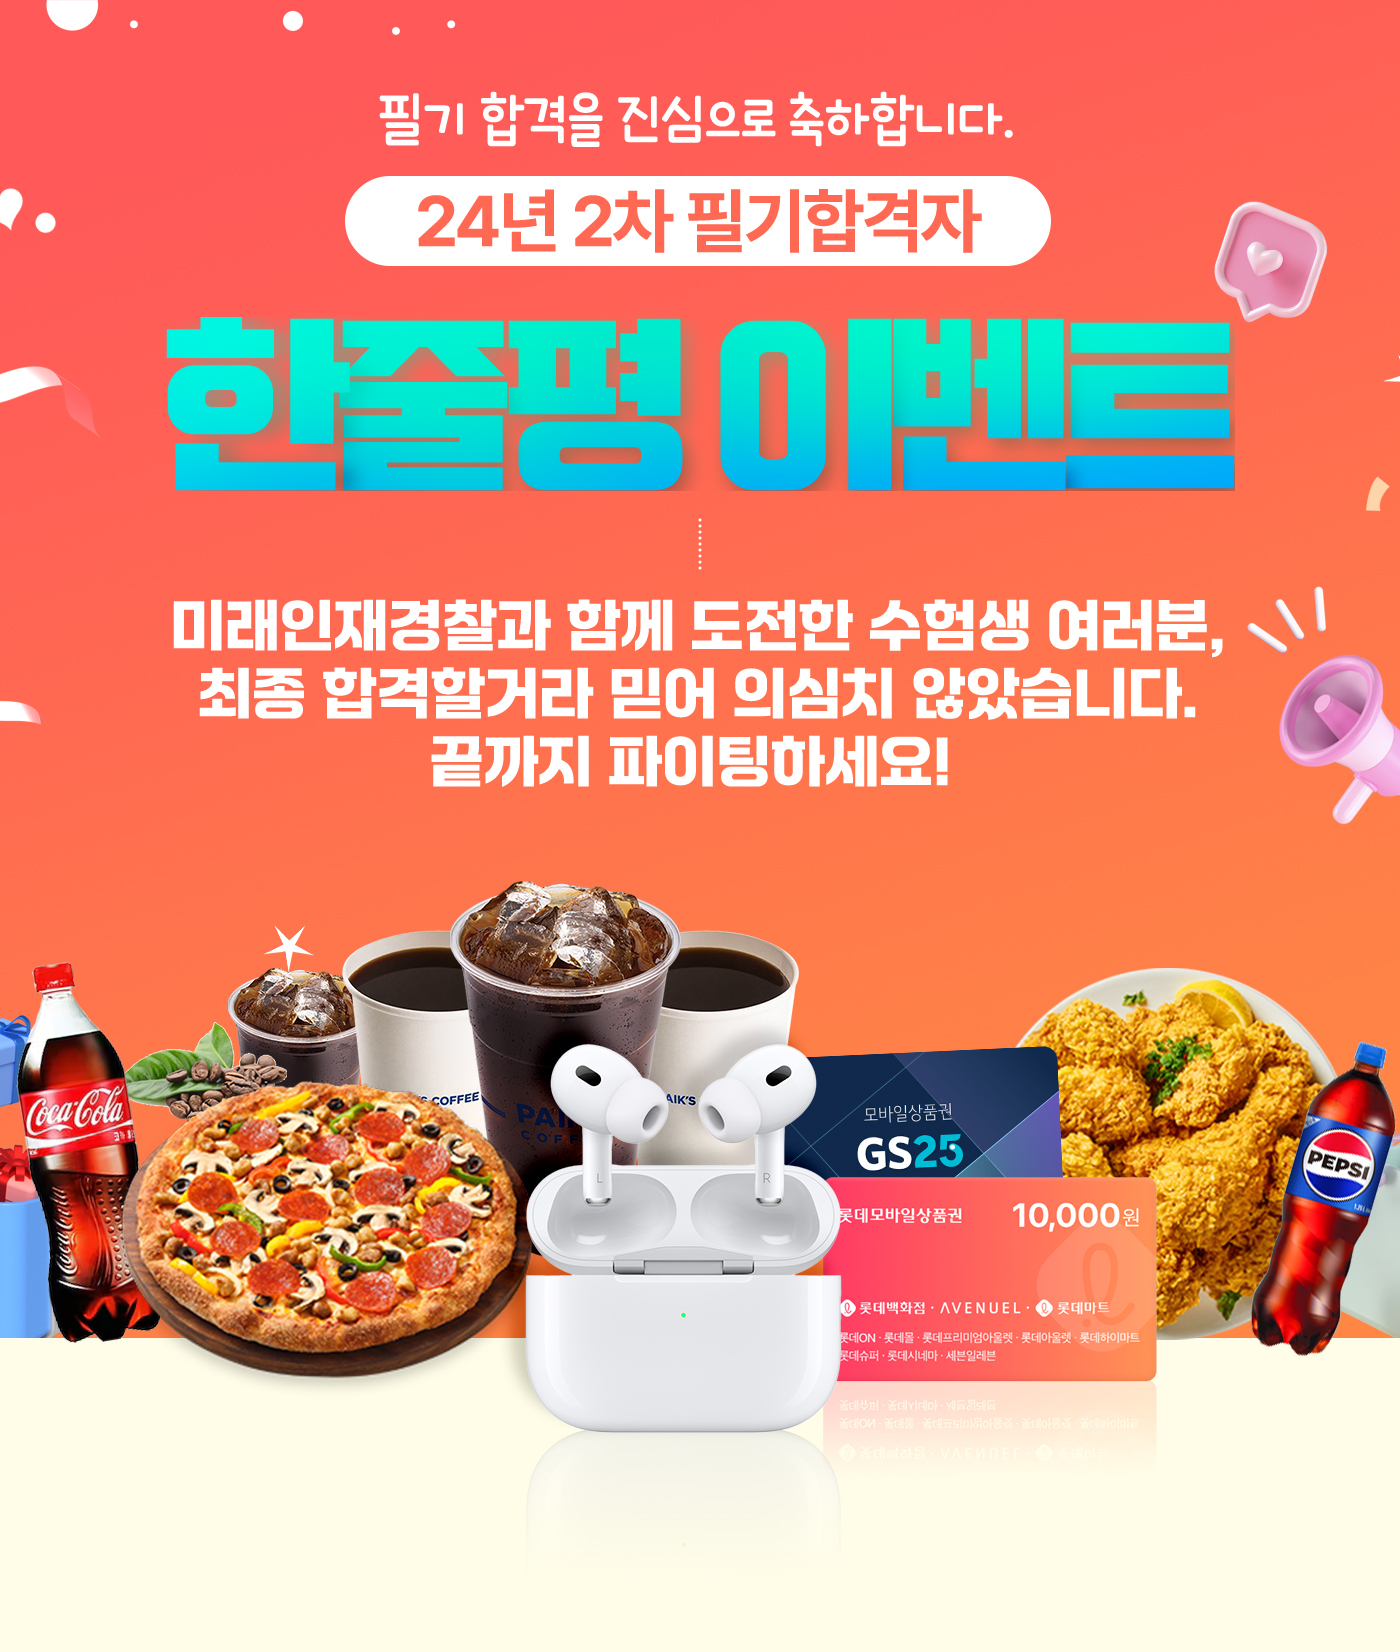 필기 합격을 진심으로 축하합니다.
24년 2차 필기합격자
한줄평 이벤트
미래인재경찰과 함께 도전한 수험생 여러분,
최종 합격할거라 믿어 의심치 않았습니다.
끝까지 파이팅하세요!
Coca-Cola
COFFEE
COFF
AIK'S
L
R
모바일상품권
GS25
롯데모바일상품권
10,000원
롯데백화점 · AVENUEL · 롯데마트
롯데ON · 롯데몰 · 롯데프리미엄아울렛 · 롯데아울렛 · 롯데하이마트
롯데슈퍼 · 롯데시네마 · 세븐일레븐
PEPSI